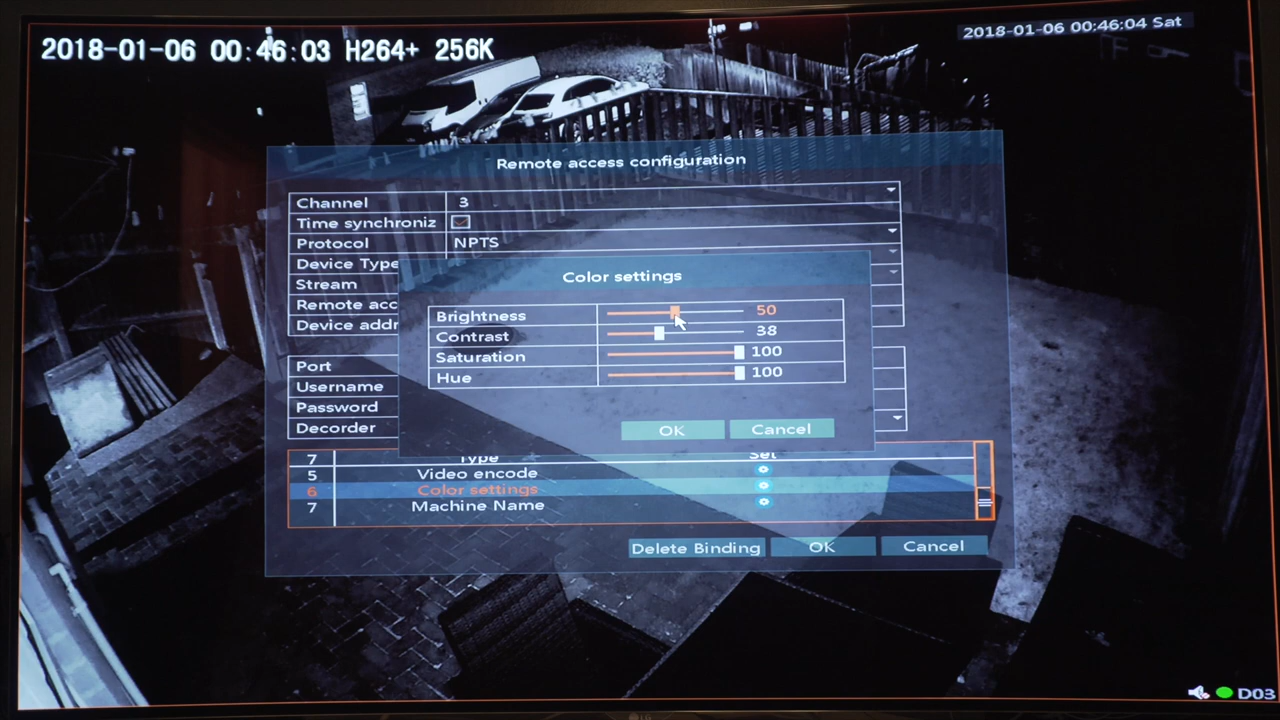 2018-01-06 00:46:03 H264+ 256K
2018-01-06 00:46:04 Sat
Remote access configuration
Channel 3
Time synchroniz
Protocol NPTS
Device Type
Stream
Remote acc
Device addr
Color settings
Brightness 50
Contrast 38
Saturation 100
Hue 100
OK Cancel
Port
Username
Password
Decorder
7 Type Set
5 Video encode
6 Color settings
7 Machine Name
Delete Binding OK Cancel
D03